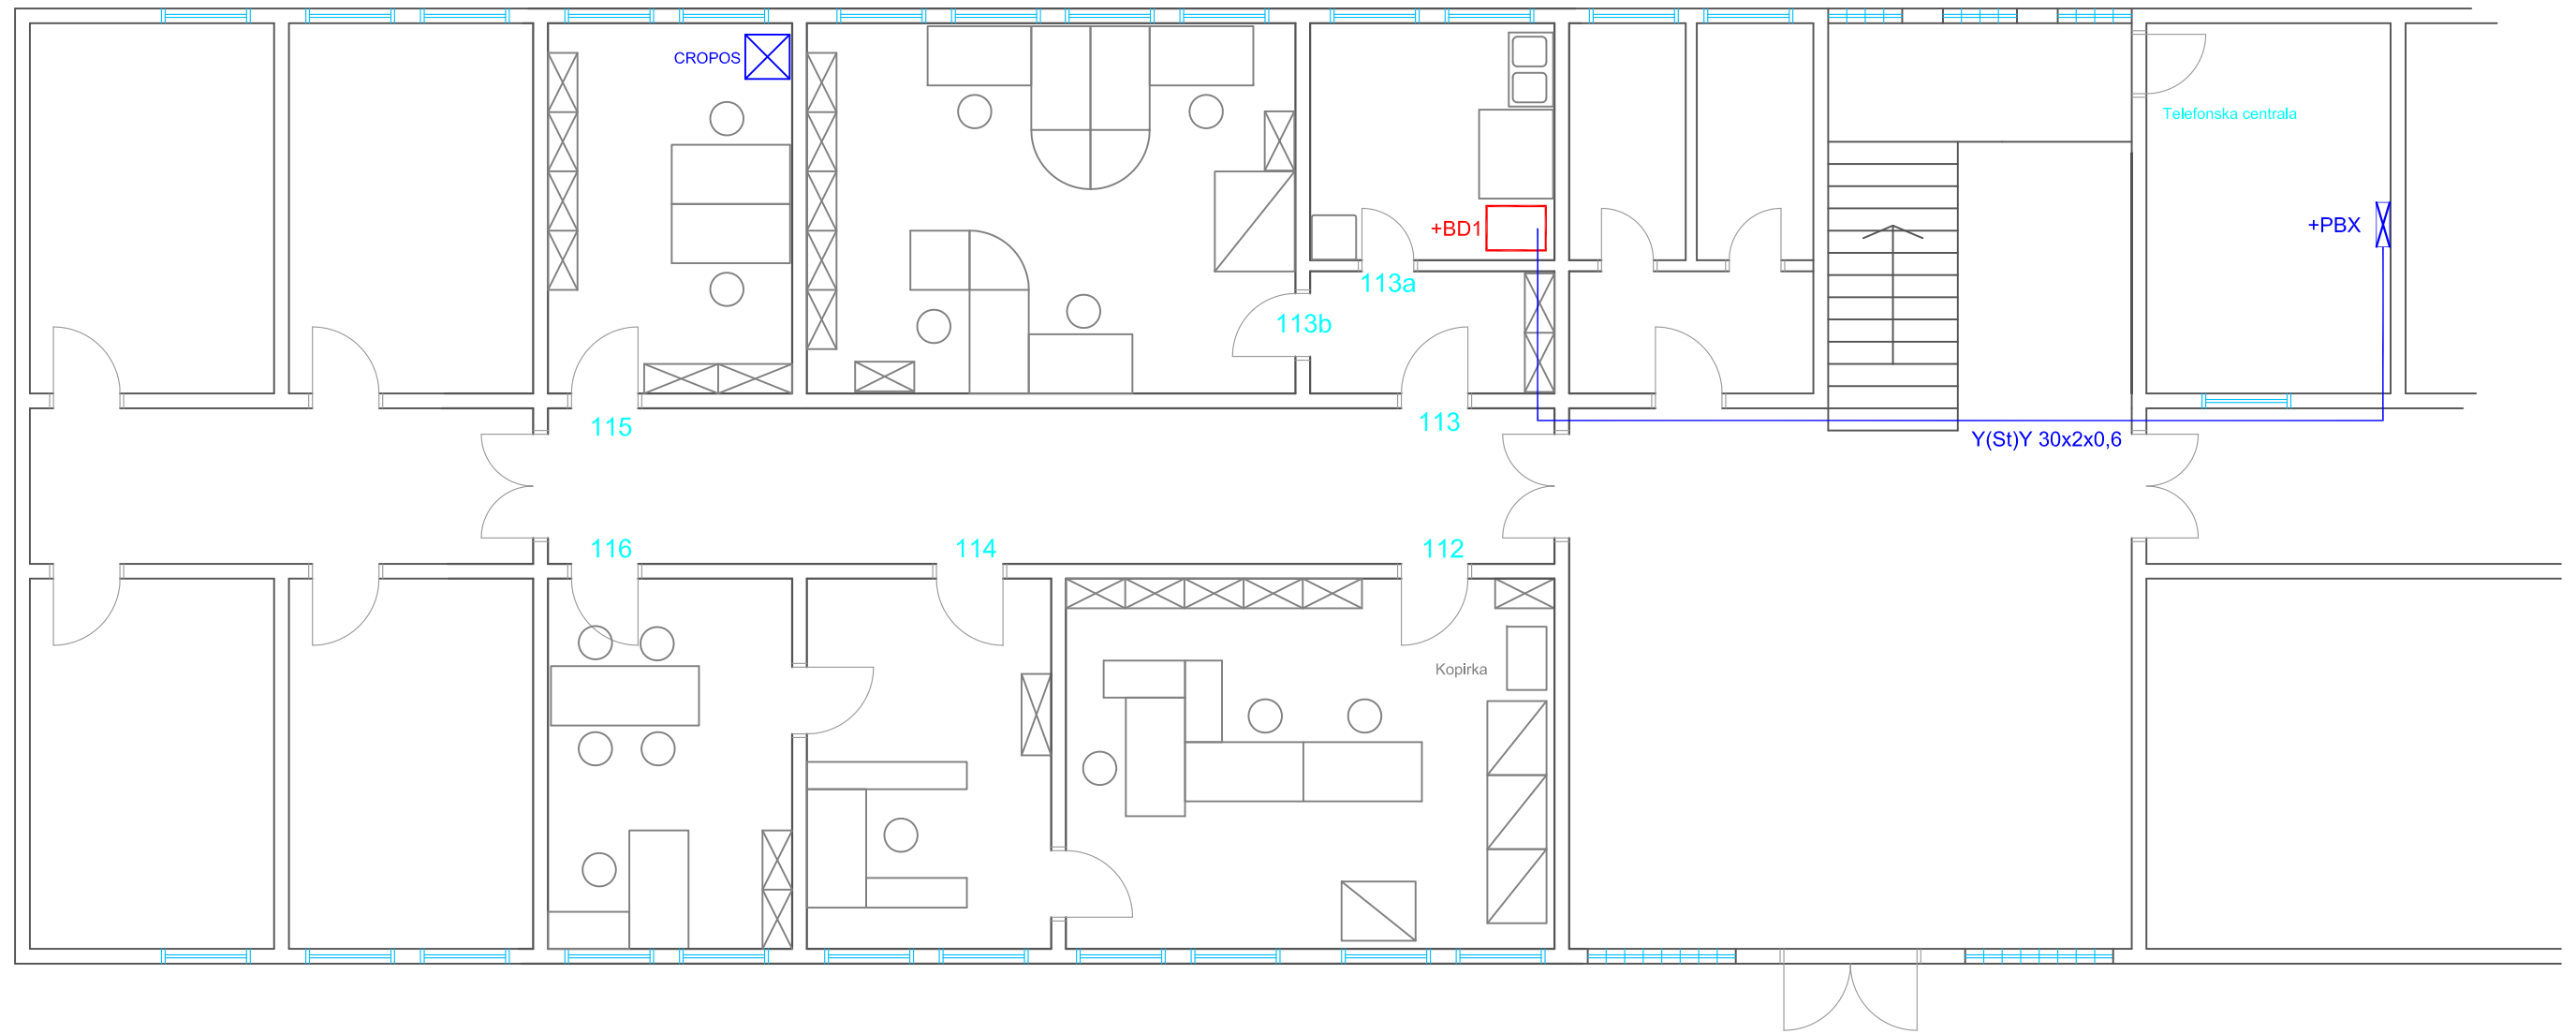 CROPOS
Telefonska centrala
+BD1
+PBX
113a
113b
115
113
Y(St)Y 30x2x0,6
116
114
112
Kopirka